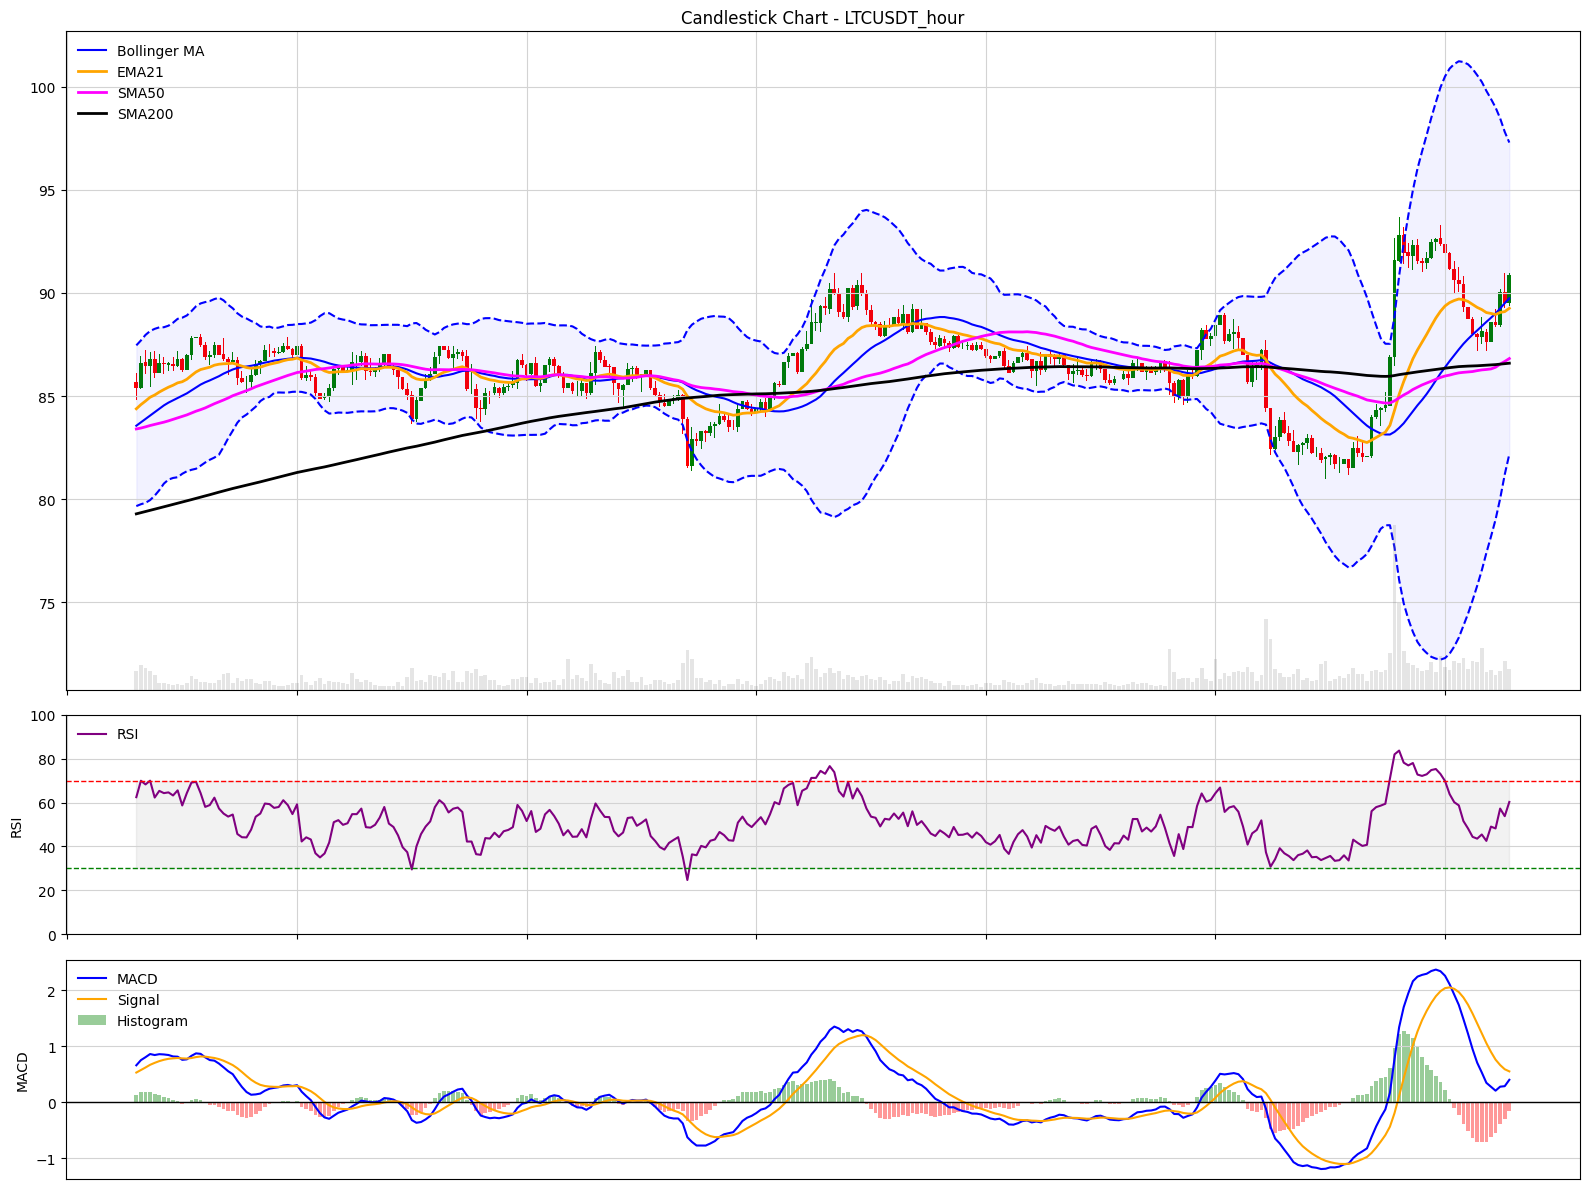 Candlestick Chart - LTCUSDT_hour
Bollinger MA
EMA21
SMA50
SMA200
100
95
90
85
80
75
RSI
100
80
60
40
20
0
RSI
MACD
Signal
Histogram
2
1
0
−1
MACD